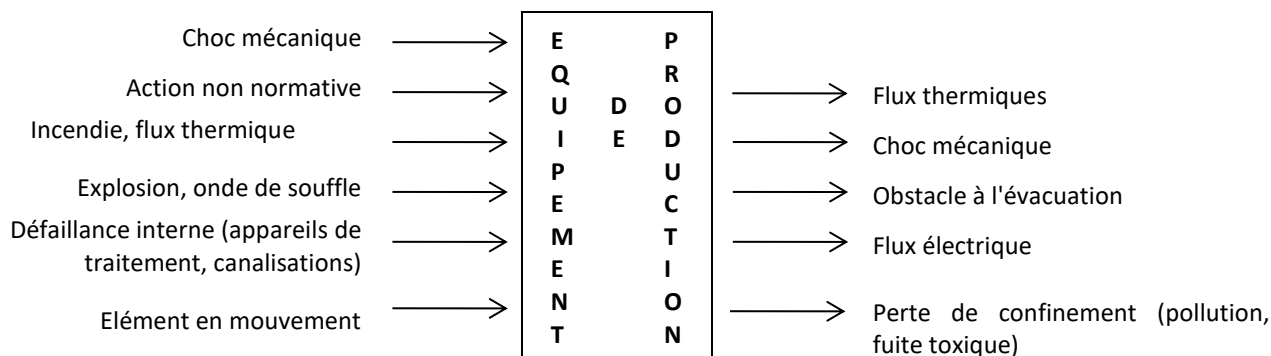 Choc mécanique
Action non normative
Incendie, flux thermique
Explosion, onde de souffle
Défaillance interne (appareils de
traitement, canalisations)
Elément en mouvement
EQUIPEMENT
DE
PRODUCTION
Flux thermiques
Choc mécanique
Obstacle à l'évacuation
Flux électrique
Perte de confinement (pollution,
fuite toxique)